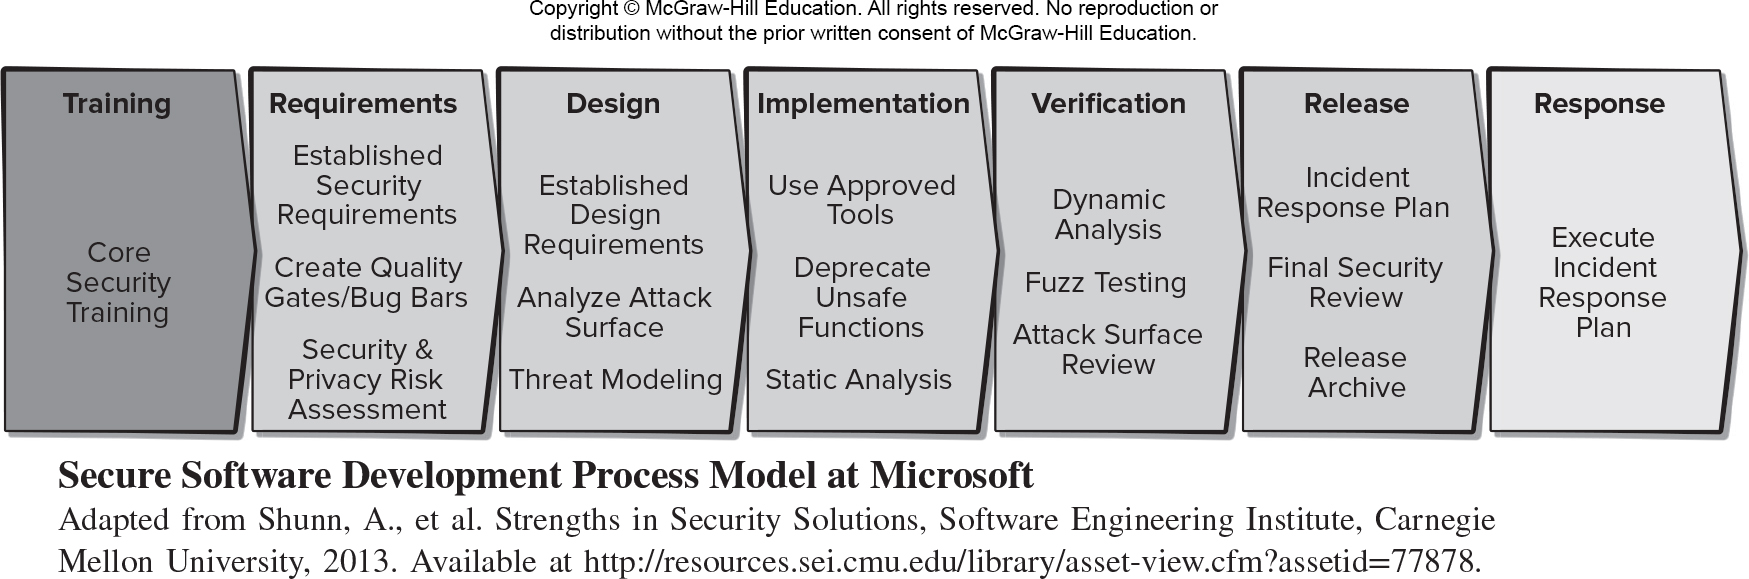 Copyright © McGraw-Hill Education. All rights reserved. No reproduction or
distribution without the prior written consent of McGraw-Hill Education.
Training
Core
Security
Training
Requirements
Established
Security
Requirements
Create Quality
Gates/Bug Bars
Security &
Privacy Risk
Assessment
Design
Established
Design
Requirements
Analyze Attack
Surface
Threat Modeling
Implementation
Use Approved
Tools
Deprecate
Unsafe
Functions
Static Analysis
Verification
Dynamic
Analysis
Fuzz Testing
Attack Surface
Review
Release
Incident
Response Plan
Final Security
Review
Release
Archive
Response
Execute
Incident
Response
Plan
Secure Software Development Process Model at Microsoft
Adapted from Shunn, A., et al. Strengths in Security Solutions, Software Engineering Institute, Carnegie
Mellon University, 2013. Available at http://resources.sei.cmu.edu/library/asset-view.cfm?assetid=77878.